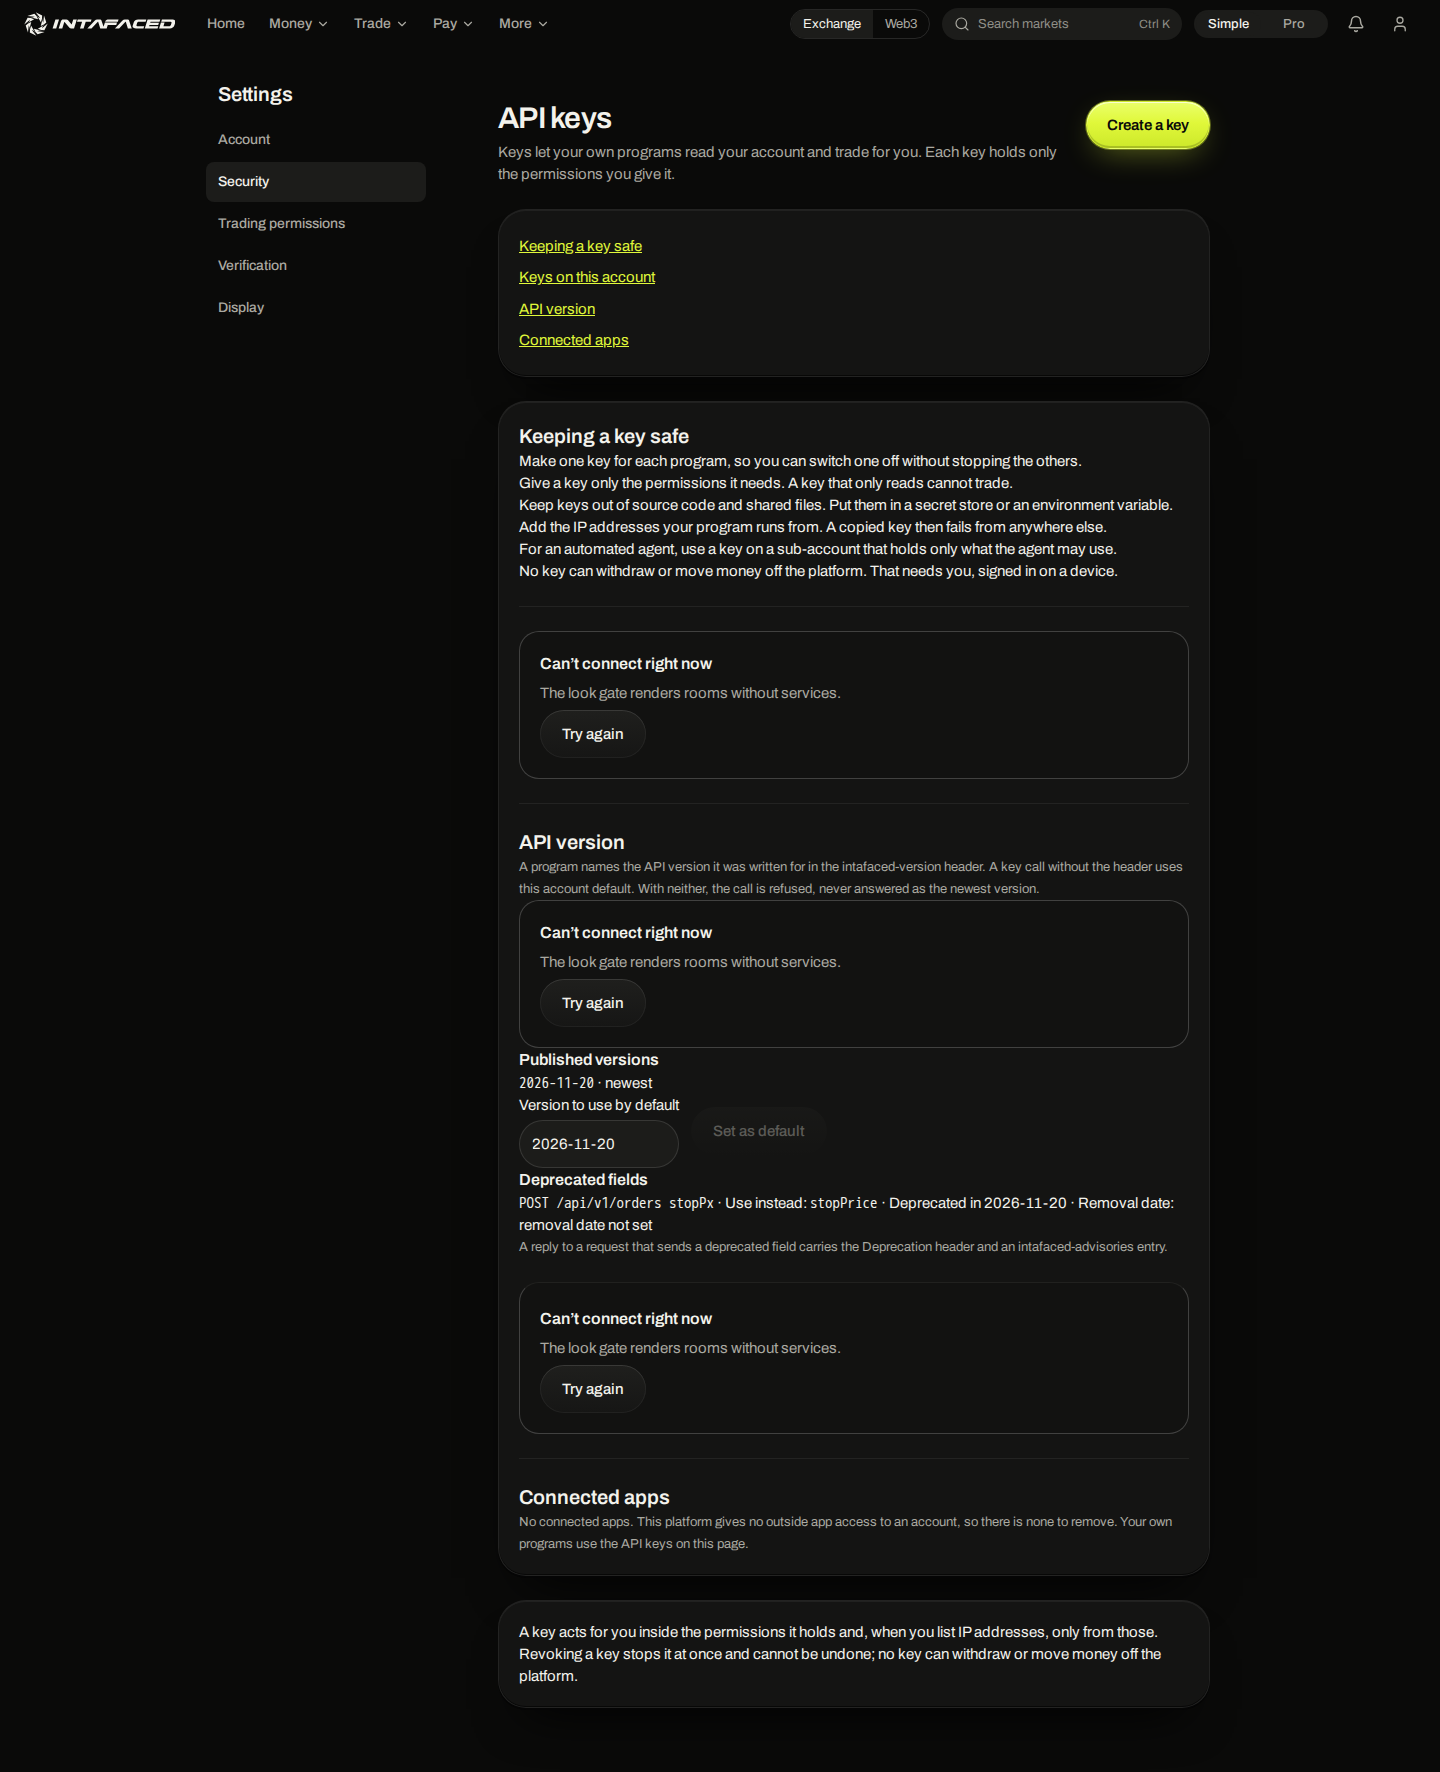 INTAFACED
Home
Money
Trade
Pay
More
Exchange
Web3
Search markets
Ctrl K
Simple
Pro
Settings
Account
Security
Trading permissions
Verification
Display
API keys
Keys let your own programs read your account and trade for you. Each key holds only
the permissions you give it.
Create a key
Keeping a key safe
Keys on this account
API version
Connected apps
Keeping a key safe
Make one key for each program, so you can switch one off without stopping the others.
Give a key only the permissions it needs. A key that only reads cannot trade.
Keep keys out of source code and shared files. Put them in a secret store or an environment variable.
Add the IP addresses your program runs from. A copied key then fails from anywhere else.
For an automated agent, use a key on a sub-account that holds only what the agent may use.
No key can withdraw or move money off the platform. That needs you, signed in on a device.
Can’t connect right now
The look gate renders rooms without services.
Try again
API version
A program names the API version it was written for in the intafaced-version header. A key call without the header uses
this account default. With neither, the call is refused, never answered as the newest version.
Can’t connect right now
The look gate renders rooms without services.
Try again
Published versions
2026-11-20 · newest
Version to use by default
2026-11-20
Set as default
Deprecated fields
POST /api/v1/orders stopPx · Use instead: stopPrice · Deprecated in 2026-11-20 · Removal date:
removal date not set
A reply to a request that sends a deprecated field carries the Deprecation header and an intafaced-advisories entry.
Can’t connect right now
The look gate renders rooms without services.
Try again
Connected apps
No connected apps. This platform gives no outside app access to an account, so there is none to remove. Your own
programs use the API keys on this page.
A key acts for you inside the permissions it holds and, when you list IP addresses, only from those.
Revoking a key stops it at once and cannot be undone; no key can withdraw or move money off the
platform.